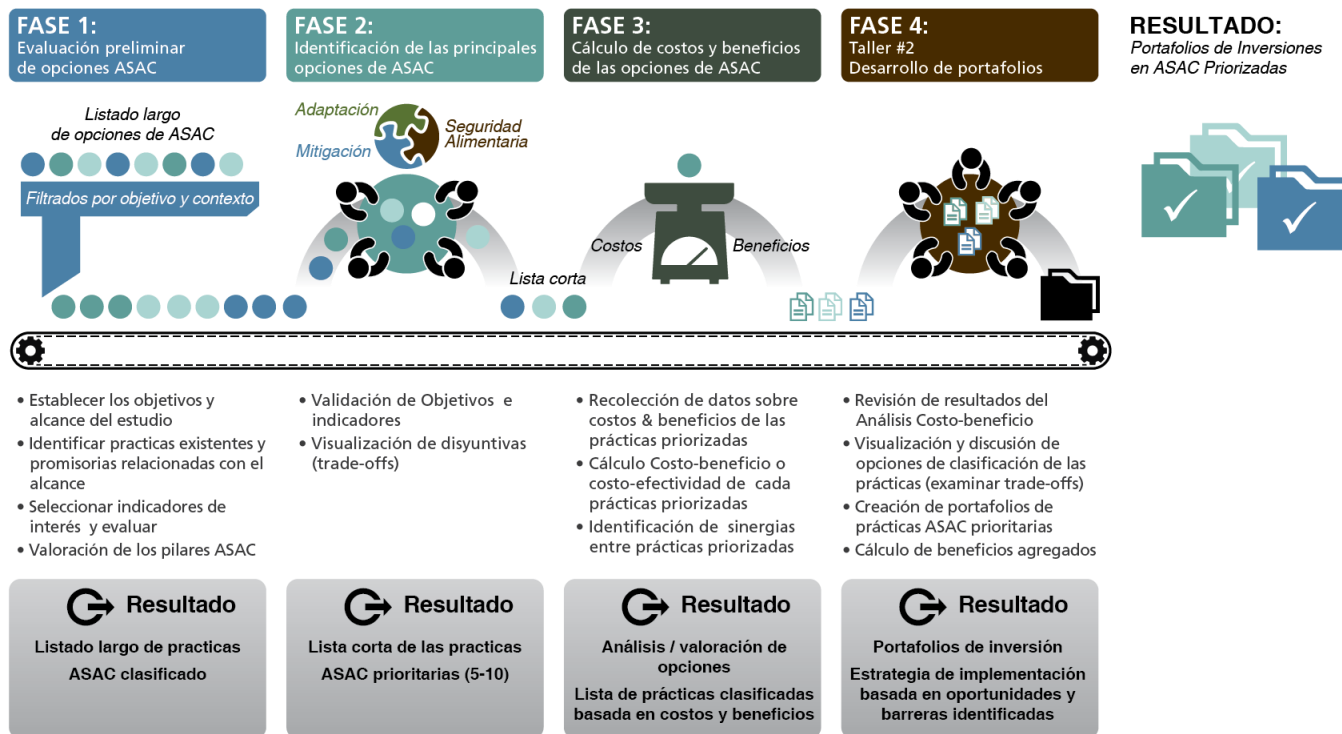 FASE 1:
Evaluación preliminar
de opciones ASAC
FASE 2:
Identificación de las principales
opciones de ASAC
FASE 3:
Cálculo de costos y beneficios
de las opciones de ASAC
FASE 4:
Taller #2
Desarrollo de portafolios
RESULTADO:
Portafolios de Inversiones
en ASAC Priorizadas
Listado largo
de opciones de ASAC
Filtrados por objetivo y contexto
Adaptación
Mitigación
Seguridad
Alimentaria
Lista corta
Costos
Beneficios
• Establecer los objetivos y
alcance del estudio
• Identificar practicas existentes y
promisorias relacionadas con el
alcance
• Seleccionar indicadores de
interés y evaluar
• Valoración de los pilares ASAC
• Validación de Objetivos e
indicadores
• Visualización de disyuntivas
(trade-offs)
• Recolección de datos sobre
costos & beneficios de las
prácticas priorizadas
• Cálculo Costo-beneficio o
costo-efectividad de cada
prácticas priorizadas
• Identificación de sinergias
entre prácticas priorizadas
• Revisión de resultados del
Análisis Costo-beneficio
• Visualización y discusión de
opciones de clasificación de las
prácticas (examinar trade-offs)
• Creación de portafolios de
prácticas ASAC prioritarias
• Cálculo de beneficios agregados
Resultado
Listado largo de practicas
ASAC clasificado
Resultado
Lista corta de las practicas
ASAC prioritarias (5-10)
Resultado
Análisis / valoración de
opciones
Lista de prácticas clasificadas
basada en costos y beneficios
Resultado
Portafolios de inversión
Estrategia de implementación
basada en oportunidades y
barreras identificadas